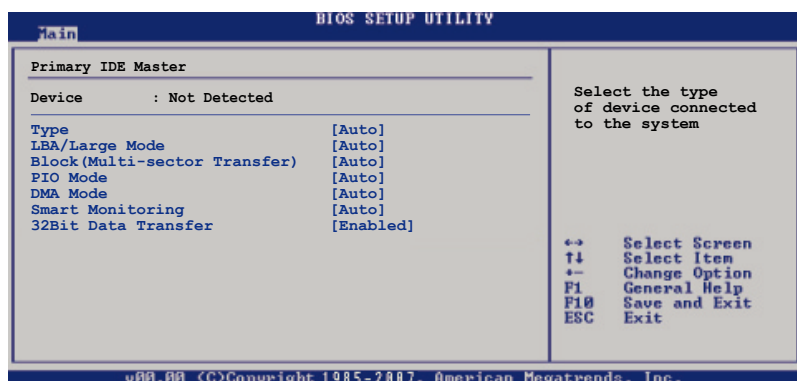 BIOS SETUP UTILITY
Main
Primary IDE Master
Device : Not Detected
Type [Auto]
LBA/Large Mode [Auto]
Block(Multi-sector Transfer) [Auto]
PIO Mode [Auto]
DMA Mode [Auto]
Smart Monitoring [Auto]
32Bit Data Transfer [Enabled]
Select the type
of device connected
to the system
↔ Select Screen
↑↓ Select Item
+- Change Option
F1 General Help
F10 Save and Exit
ESC Exit
v00.00 (C)Copyright 1985-2007, American Megatrends, Inc.